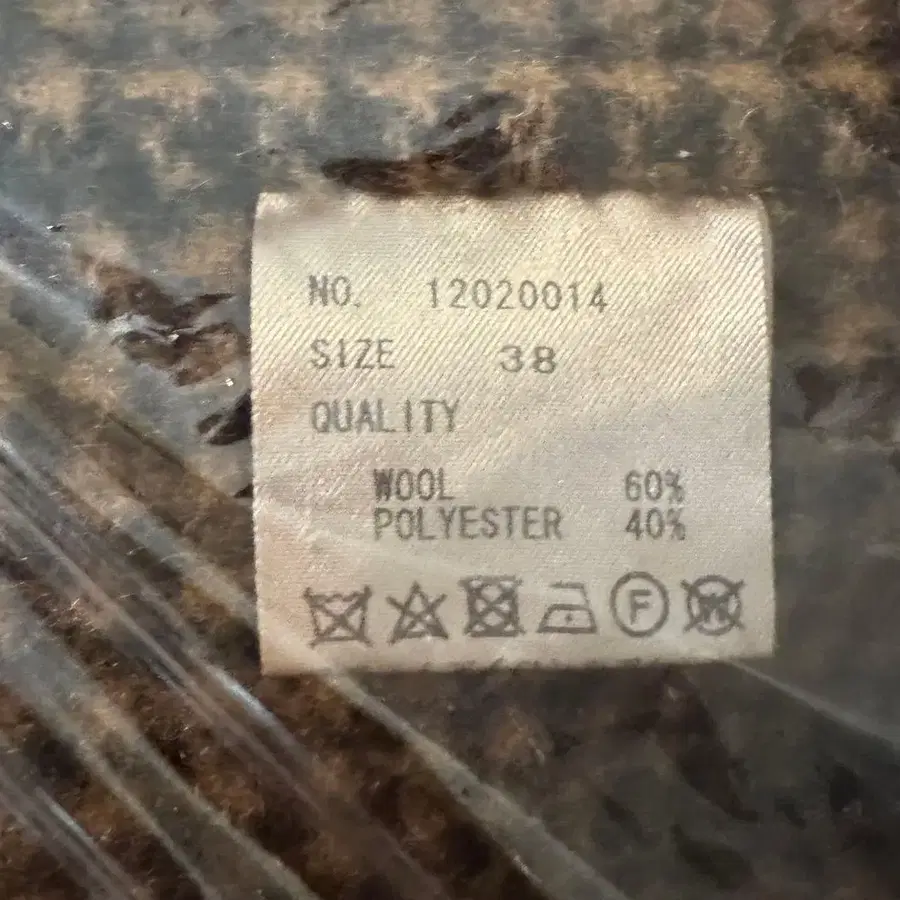 NO. 12020014
SIZE 38
QUALITY
WOOL 60%
POLYESTER 40%
F W